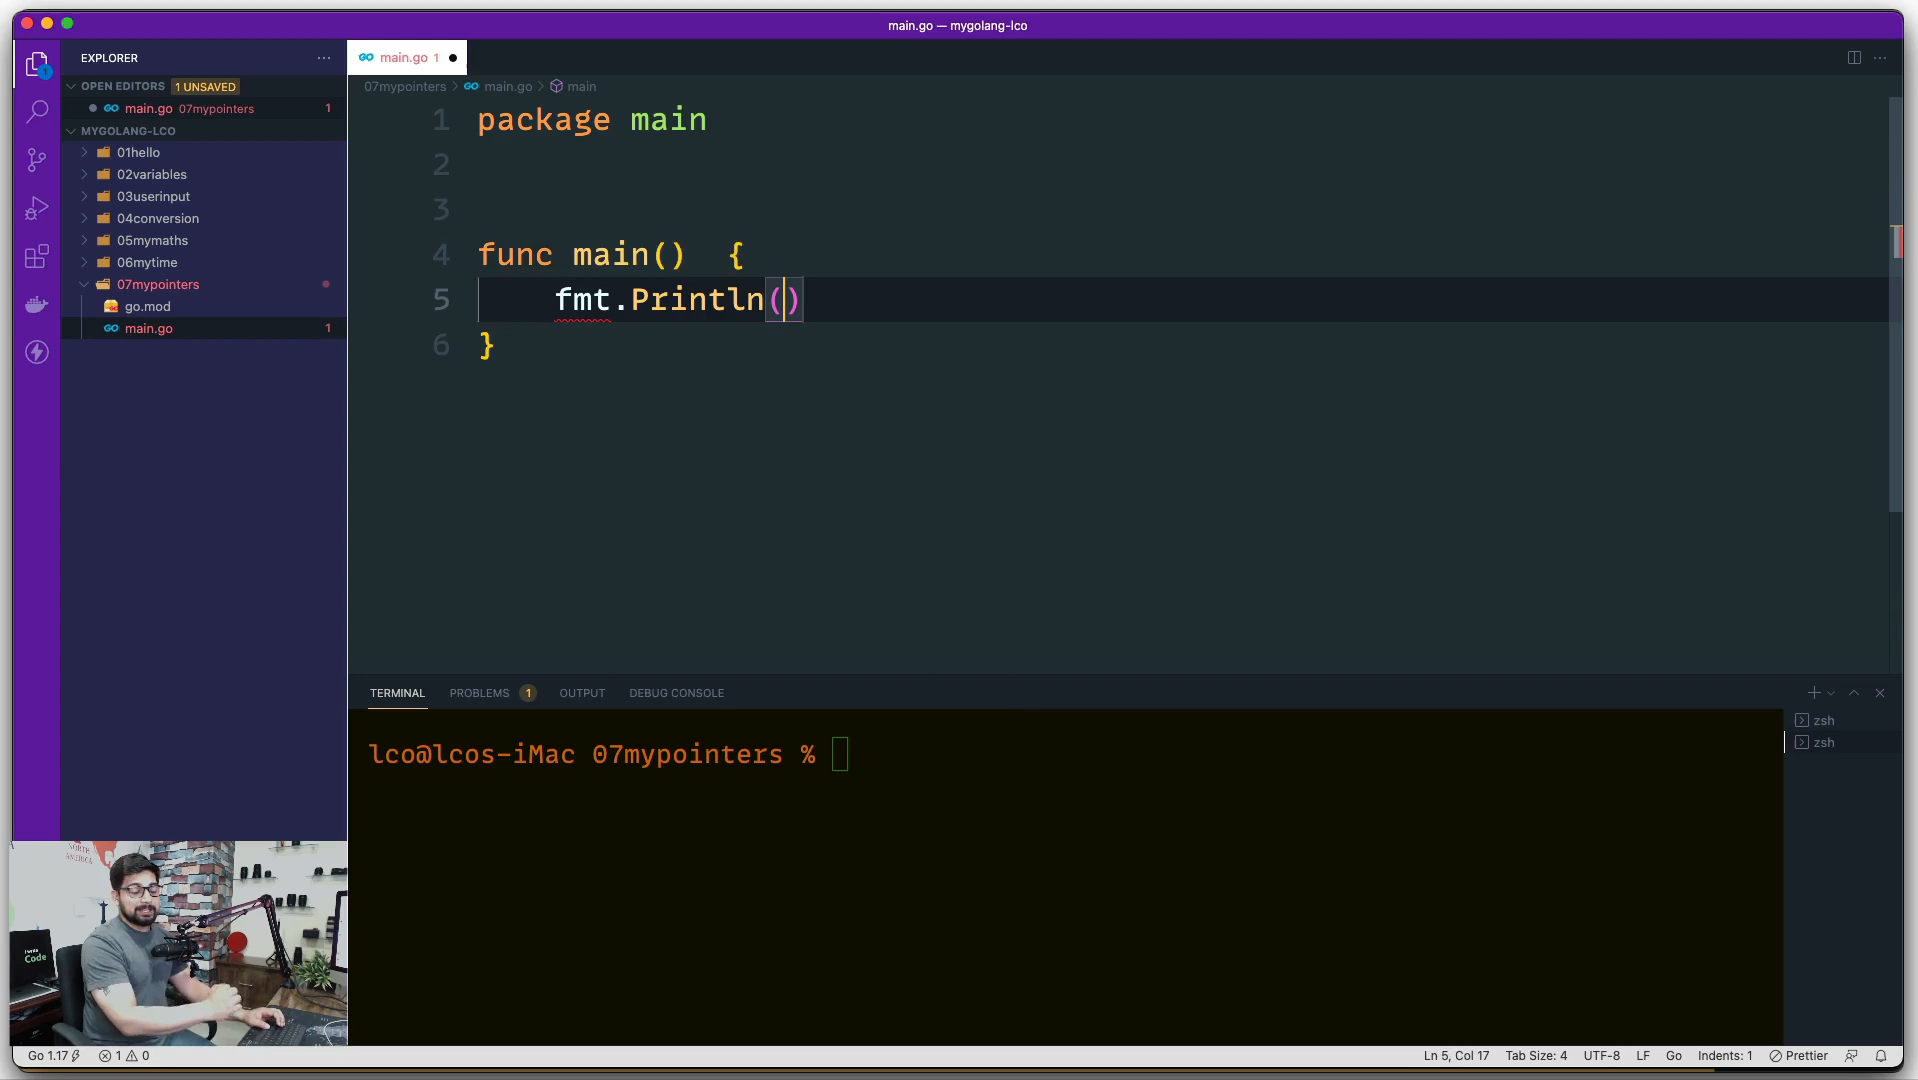 main.go — mygolang-lco
EXPLORER
OPEN EDITORS 1 UNSAVED
main.go 07mypointers 1
MYGOLANG-LCO
01hello
02variables
03userinput
04conversion
05mymaths
06mytime
07mypointers
go.mod
main.go 1
main.go 1
07mypointers > main.go > main
1 package main
2
3
4 func main()  {
5 fmt.Println()
6 }
TERMINAL PROBLEMS 1 OUTPUT DEBUG CONSOLE
zsh
zsh
lco@lcos-iMac 07mypointers %
NORTH
AMERICA
I write
Code
Go 1.17 1 0 Ln 5, Col 17 Tab Size: 4 UTF-8 LF Go Indents: 1 Prettier